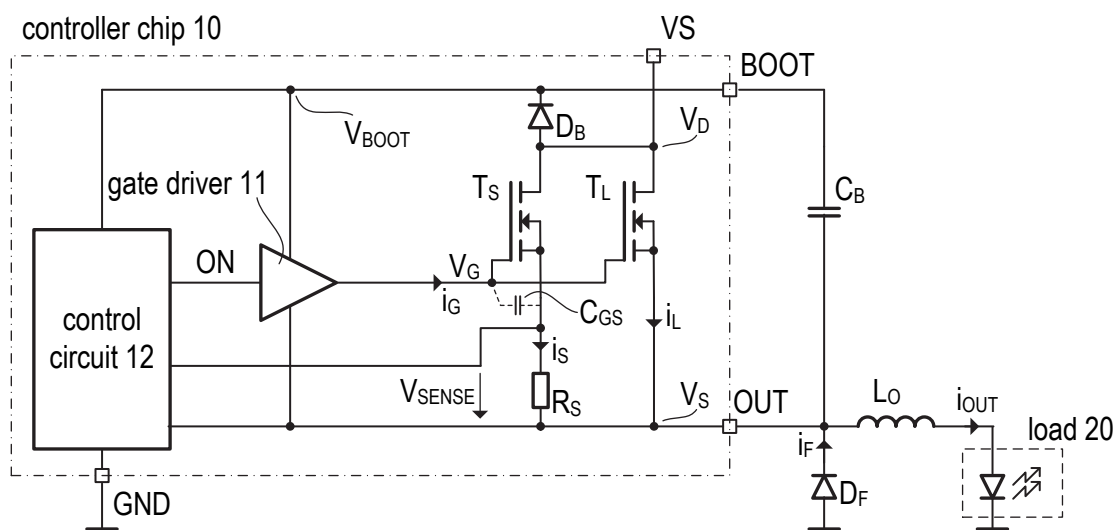 controller chip 10
VS
BOOT
VBOOT
DB
VD
gate driver 11
TS
TL
CB
ON
VG
iG
CGS
iL
control
circuit 12
iS
VSENSE
RS
VS
OUT
LO
iOUT
load 20
iF
DF
GND